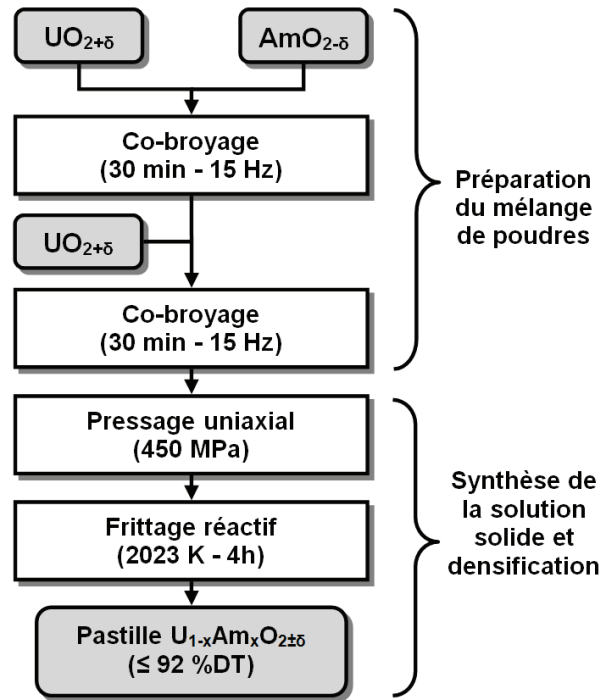 UO₂₊δ
AmO₂₋δ
Co-broyage
(30 min - 15 Hz)
UO₂₊δ
Co-broyage
(30 min - 15 Hz)
Préparation
du mélange
de poudres
Pressage uniaxial
(450 MPa)
Frittage réactif
(2023 K - 4h)
Pastille U₁₋ₓAmₓO₂±δ
(≤ 92 %DT)
Synthèse de
la solution
solide et
densification